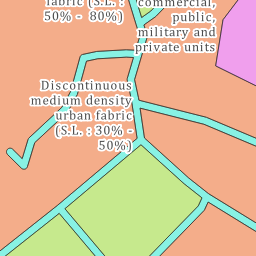 fabric (S.L. :
50% - 80%)
commercial,
public,
military and
private units
Discontinuous
medium density
urban fabric
(S.L. : 30% -
50%)